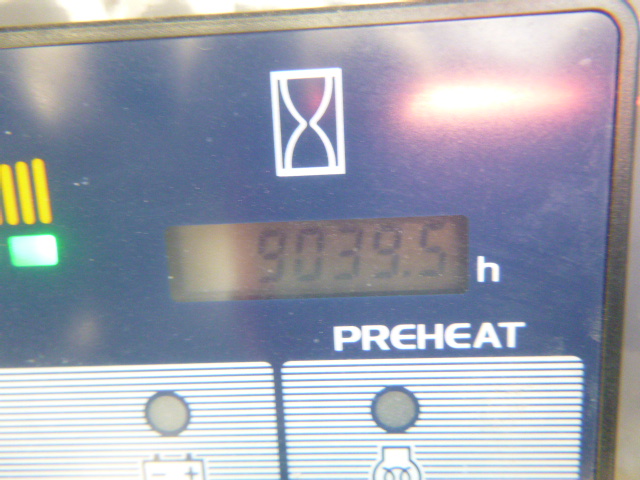 9039.5 h
PREHEAT
- +